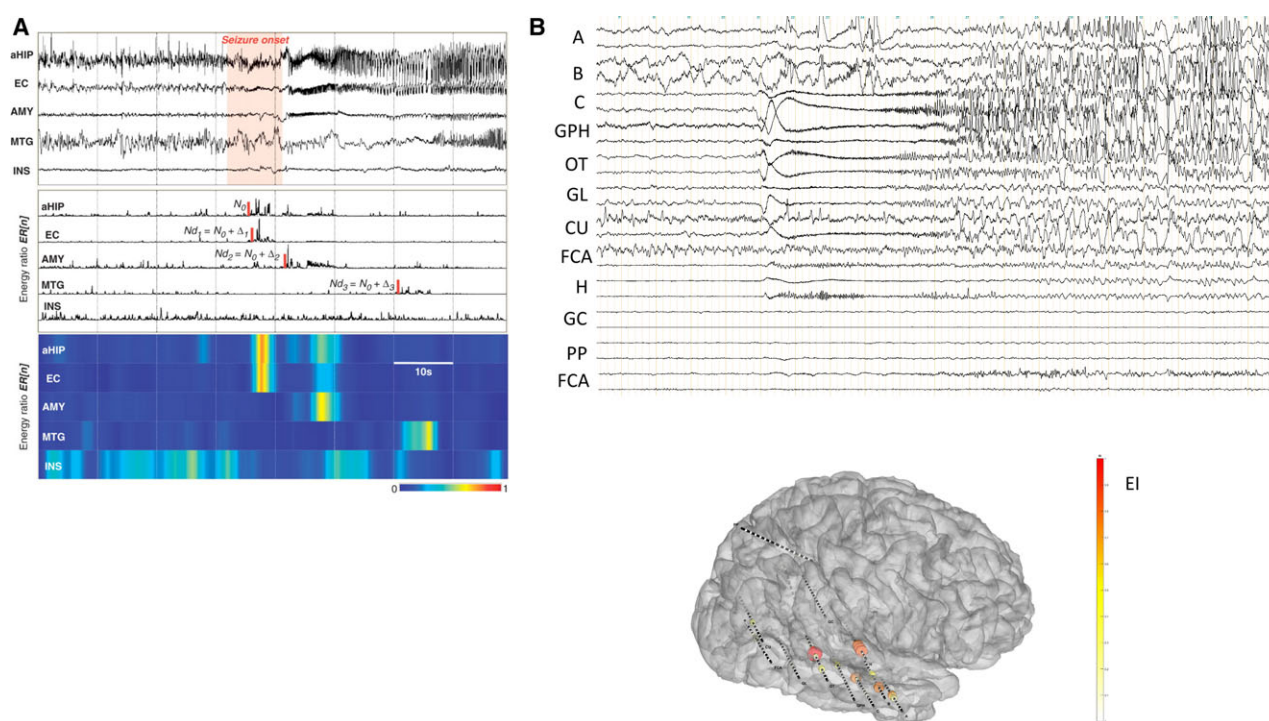 A
Seizure onset
aHIP
EC
AMY
MTG
INS
Energy ratio ER[n]
aHIP
N₀
EC
Nd₁ = N₀ + Δ₁
AMY
Nd₂ = N₀ + Δ₂
MTG
Nd₃ = N₀ + Δ₃
INS
Energy ratio ER[n]
aHIP
EC
10s
AMY
MTG
INS
0 1
B
A
B
C
GPH
OT
GL
CU
FCA
H
GC
PP
FCA
EI